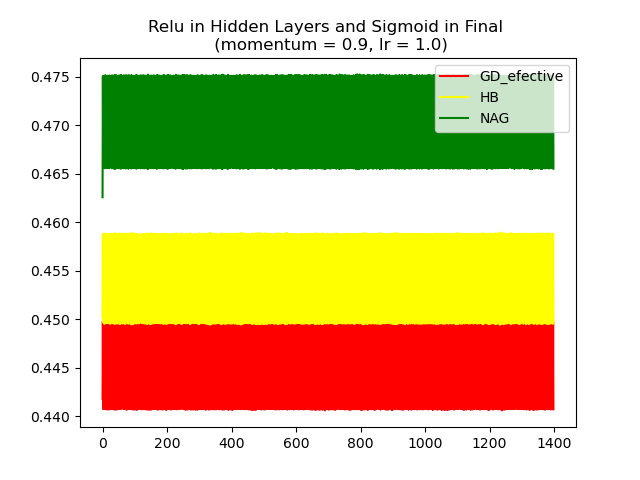 Relu in Hidden Layers and Sigmoid in Final
(momentum = 0.9, lr = 1.0)
GD_efective
HB
NAG
0.475
0.470
0.465
0.460
0.455
0.450
0.445
0.440
0 200 400 600 800 1000 1200 1400